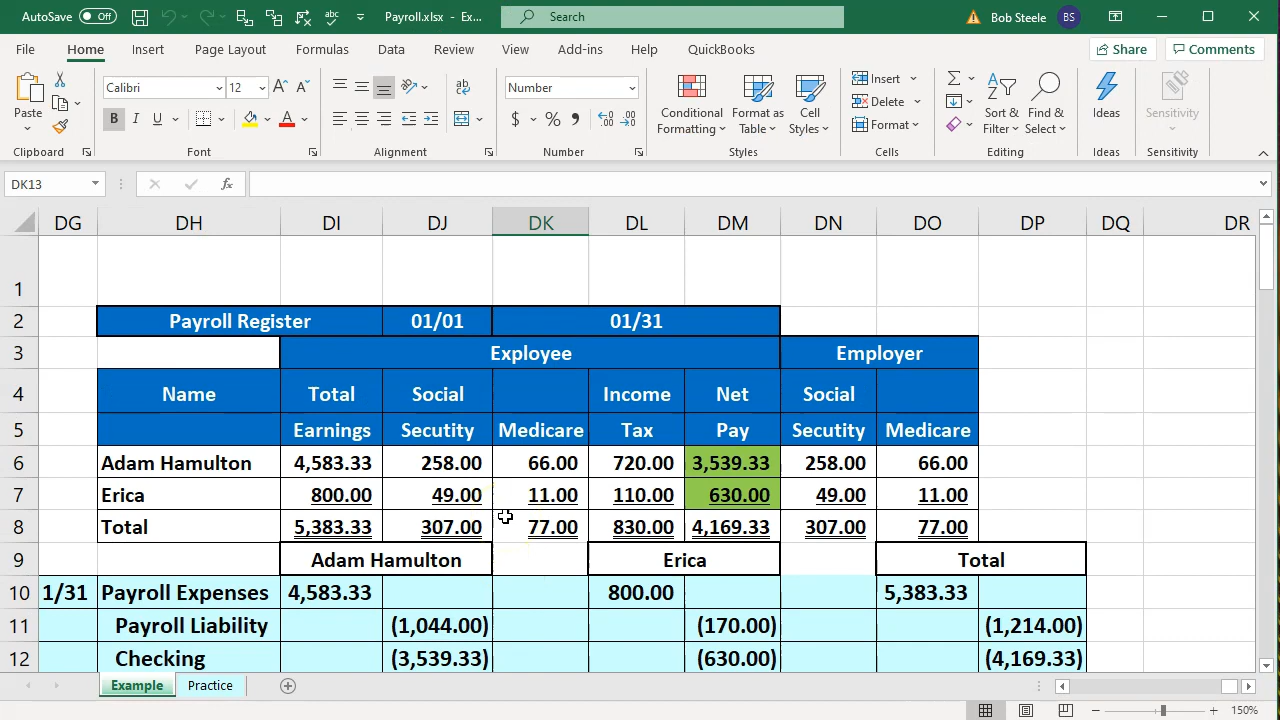 AutoSave Off Payroll.xlsx - Ex... Search Bob Steele BS
File Home Insert Page Layout Formulas Data Review View Add-ins Help QuickBooks Share Comments
Calibri 12 Number Insert
Paste B I U $ % Conditional Formatting Format as Table Cell Styles Delete Sort & Filter Find & Select Ideas Sensitivity
Format
Clipboard Font Alignment Number Styles Cells Editing Ideas Sensitivity
DK13 fx
DG DH DI DJ DK DL DM DN DO DP DQ DR
1
2 Payroll Register 01/01 01/31
3 Exployee Employer
4 Name Total Social Income Net Social
5 Earnings Secutity Medicare Tax Pay Secutity Medicare
6 Adam Hamulton 4,583.33 258.00 66.00 720.00 3,539.33 258.00 66.00
7 Erica 800.00 49.00 11.00 110.00 630.00 49.00 11.00
8 Total 5,383.33 307.00 77.00 830.00 4,169.33 307.00 77.00
9 Adam Hamulton Erica Total
10 1/31 Payroll Expenses 4,583.33 800.00 5,383.33
11 Payroll Liability (1,044.00) (170.00) (1,214.00)
12 Checking (3,539.33) (630.00) (4,169.33)
Example Practice
150%